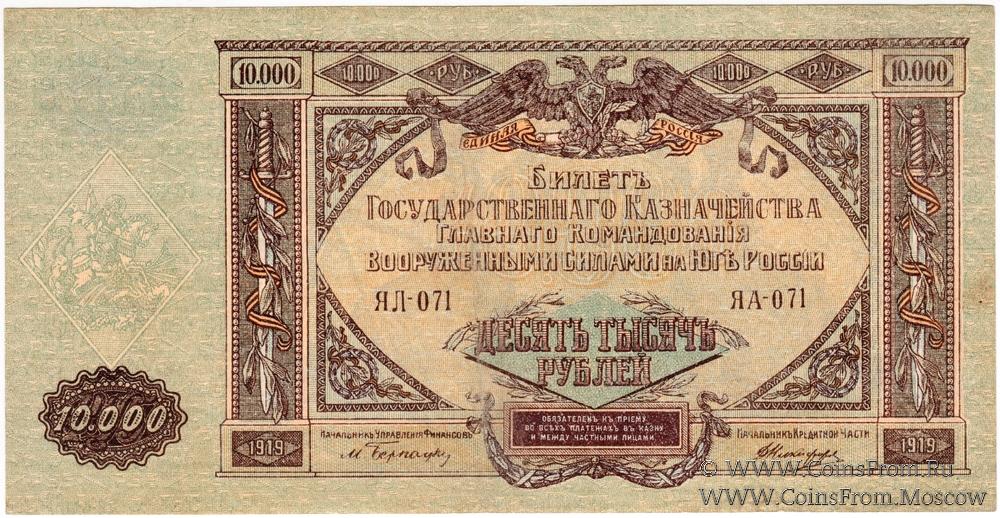 10.000
10.000 РУБ
10.000 РУБ
10.000
ЕДИНАЯ РОССІЯ
БИЛЕТЪ
ГОСУДАРСТВЕННАГО КАЗНАЧЕЙСТВА
ГЛАВНАГО КОМАНДОВАНІЯ
ВООРУЖЕННЫМИ СИЛАМИ НА ЮГѢ РОССІИ
ЯЛ-071
ЯА-071
ДЕСЯТЬ ТЫСЯЧЪ
РУБЛЕЙ
10.000
ОБЯЗАТЕЛЕНЪ КЪ ПРІЕМУ
ВО ВСѢХЪ ПЛАТЕЖАХЪ ВЪ КАЗНУ
И МЕЖДУ ЧАСТНЫМИ ЛИЦАМИ.
НАЧАЛЬНИКЪ УПРАВЛЕНІЯ ФИНАНСОВЪ
НАЧАЛЬНИК КРЕДИТНОЙ ЧАСТИ
1919
1919
© WWW.CoinsFrom.Ru
WWW.CoinsFrom.Moscow